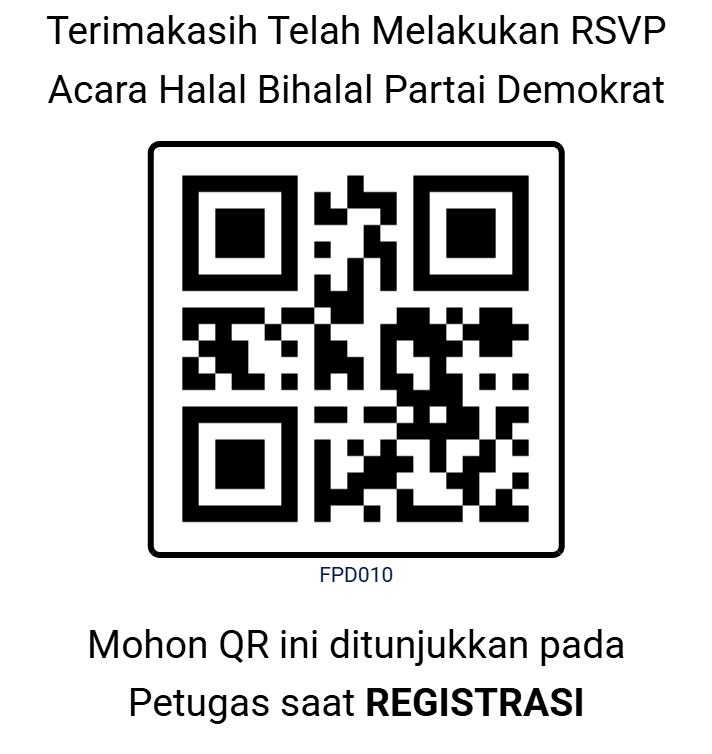 Terimakasih Telah Melakukan RSVP
Acara Halal Bihalal Partai Demokrat
FPD010
Mohon QR ini ditunjukkan pada
Petugas saat REGISTRASI